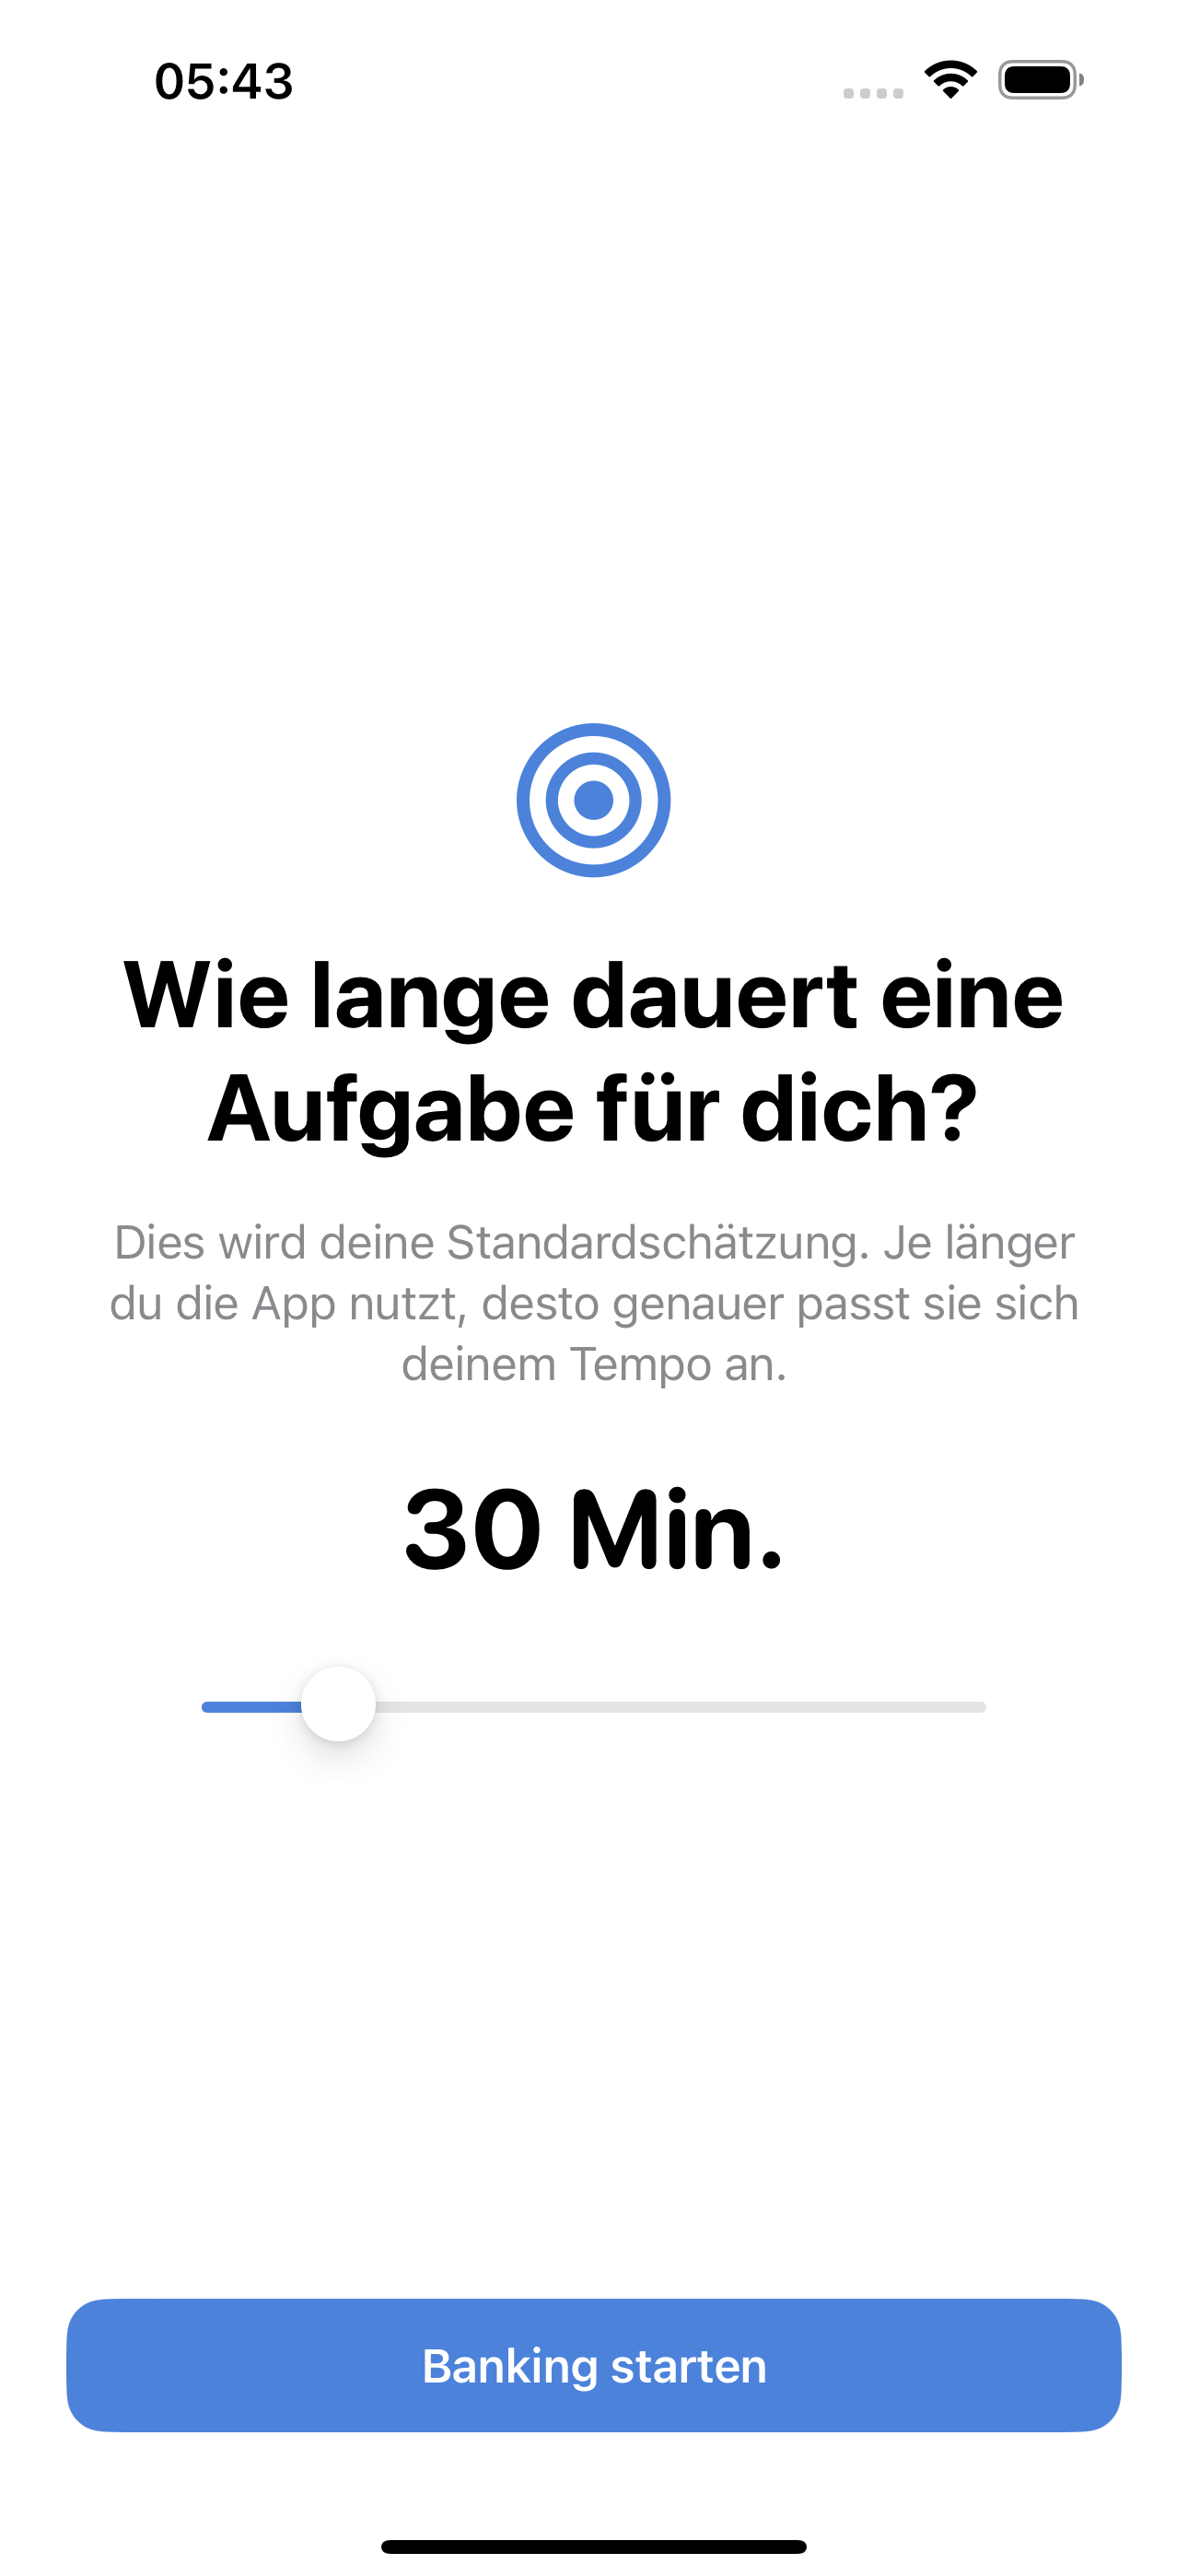 05:43
Wie lange dauert eine
Aufgabe für dich?
Dies wird deine Standardschätzung. Je länger
du die App nutzt, desto genauer passt sie sich
deinem Tempo an.
30 Min.
Banking starten